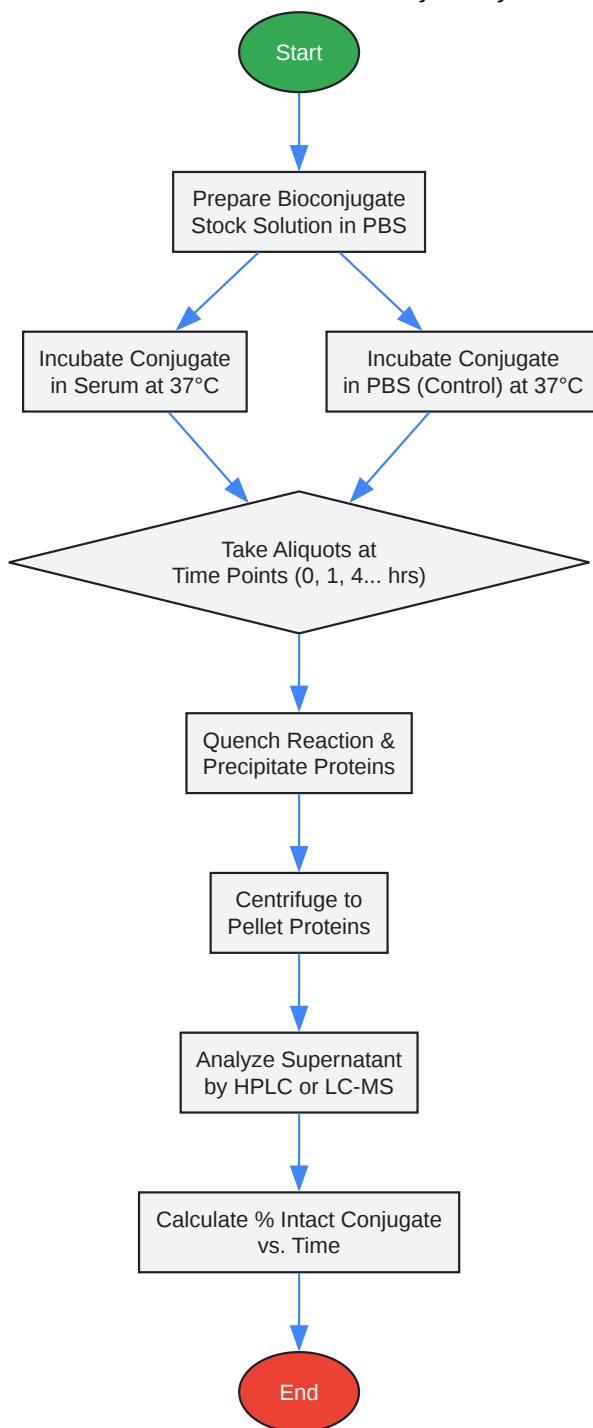 Start
Prepare Bioconjugate
Stock Solution in PBS
Incubate Conjugate
in Serum at 37°C
Incubate Conjugate
in PBS (Control) at 37°C
Take Aliquots at
Time Points (0, 1, 4... hrs)
Quench Reaction &
Precipitate Proteins
Centrifuge to
Pellet Proteins
Analyze Supernatant
by HPLC or LC-MS
Calculate % Intact Conjugate
vs. Time
End